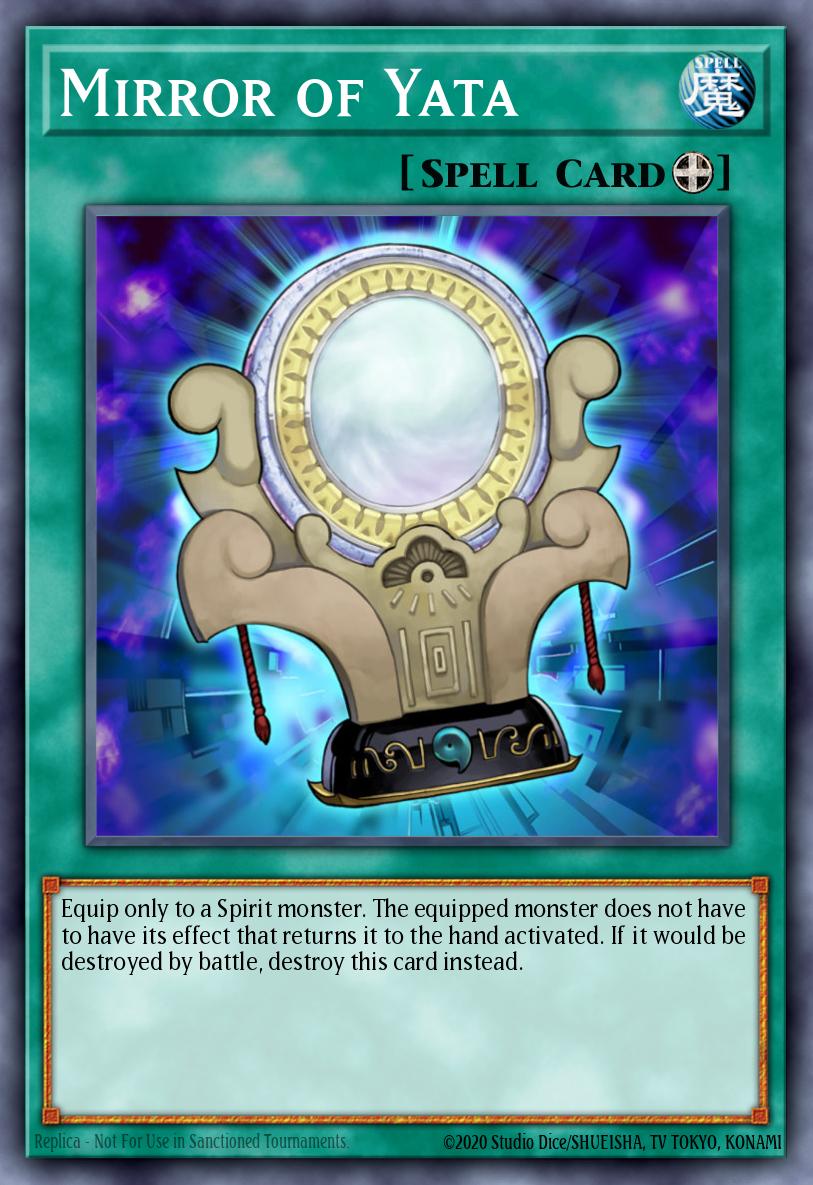 Mirror of Yata
SPELL
魔
[Spell Card]
Equip only to a Spirit monster. The equipped monster does not have
to have its effect that returns it to the hand activated. If it would be
destroyed by battle, destroy this card instead.
Replica - Not For Use in Sanctioned Tournaments.
©2020 Studio Dice/SHUEISHA, TV TOKYO, KONAMI